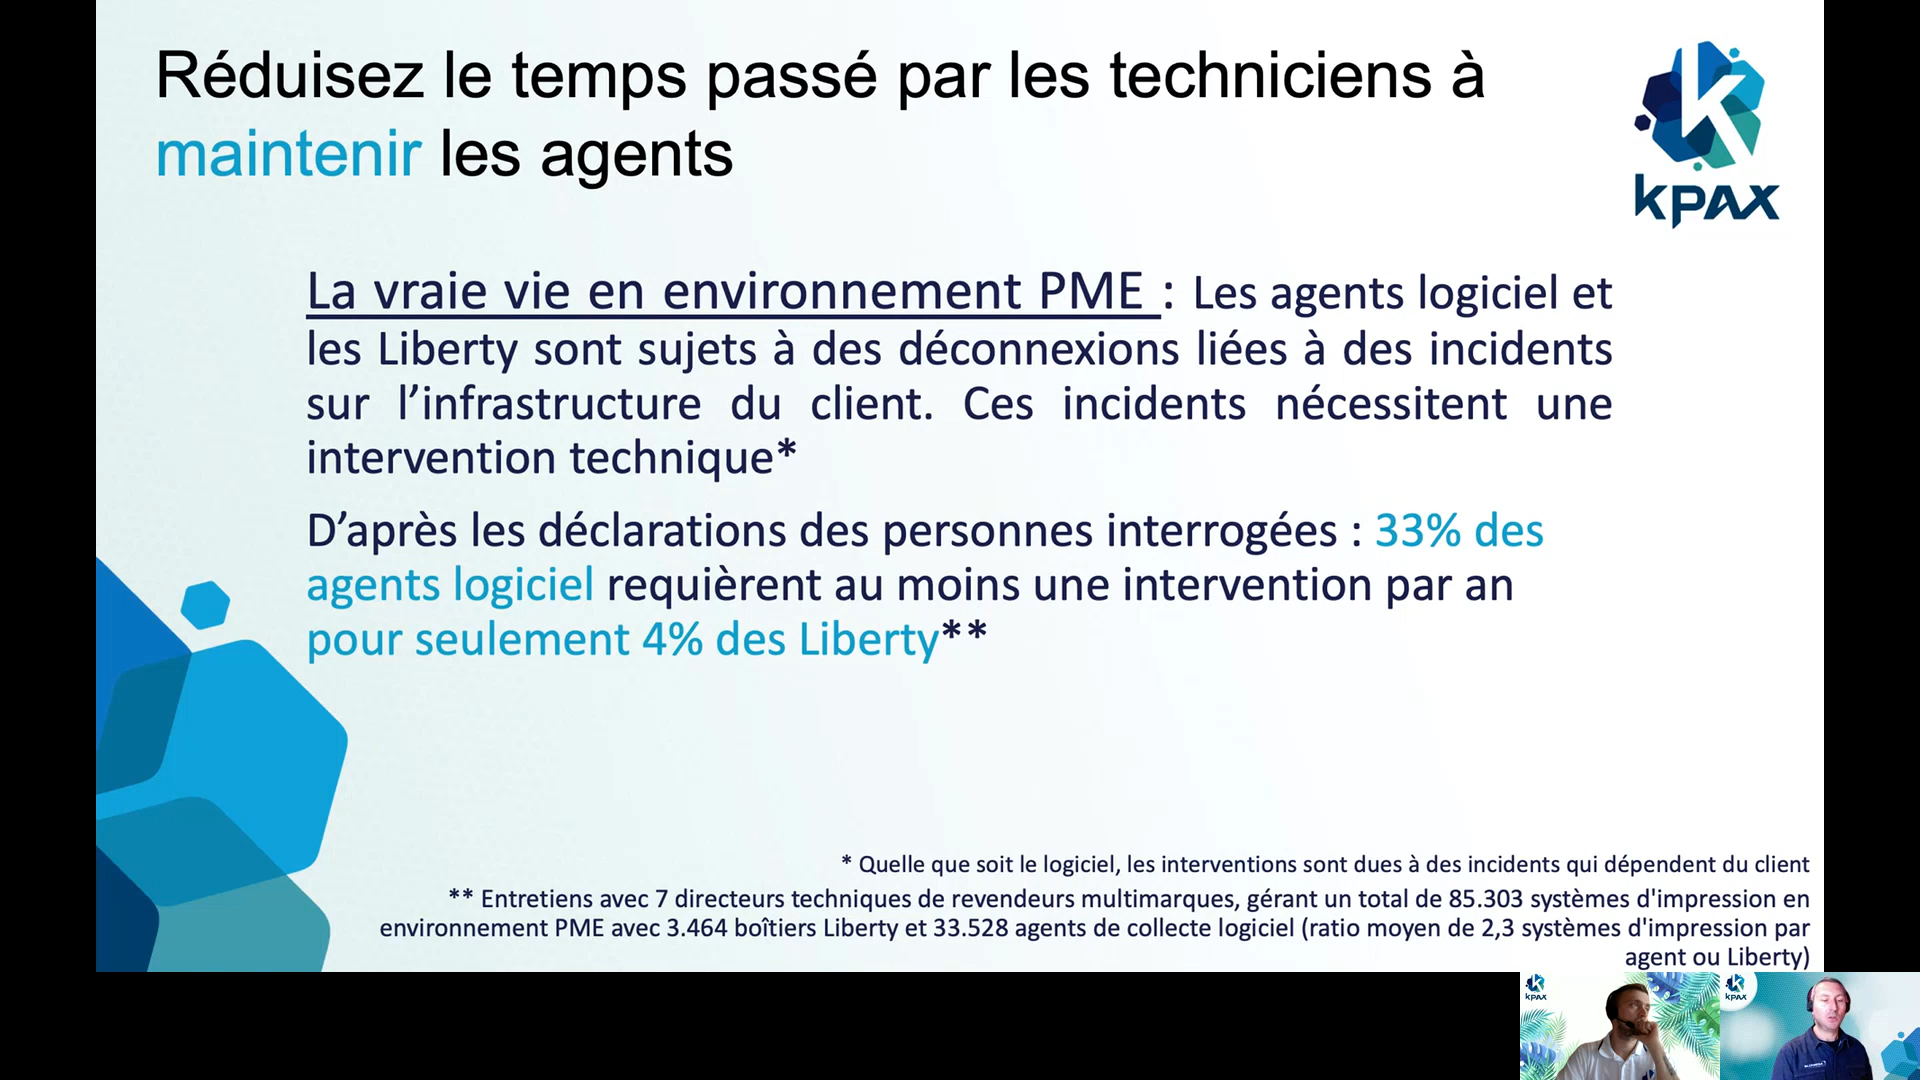 Réduisez le temps passé par les techniciens à
maintenir les agents
kpax
La vraie vie en environnement PME : Les agents logiciel et
les Liberty sont sujets à des déconnexions liées à des incidents
sur l’infrastructure du client. Ces incidents nécessitent une
intervention technique*
D’après les déclarations des personnes interrogées : 33% des
agents logiciel requièrent au moins une intervention par an
pour seulement 4% des Liberty**
* Quelle que soit le logiciel, les interventions sont dues à des incidents qui dépendent du client
** Entretiens avec 7 directeurs techniques de revendeurs multimarques, gérant un total de 85.303 systèmes d'impression en
environnement PME avec 3.464 boîtiers Liberty et 33.528 agents de collecte logiciel (ratio moyen de 2,3 systèmes d'impression par
agent ou Liberty)
kpax
kpax